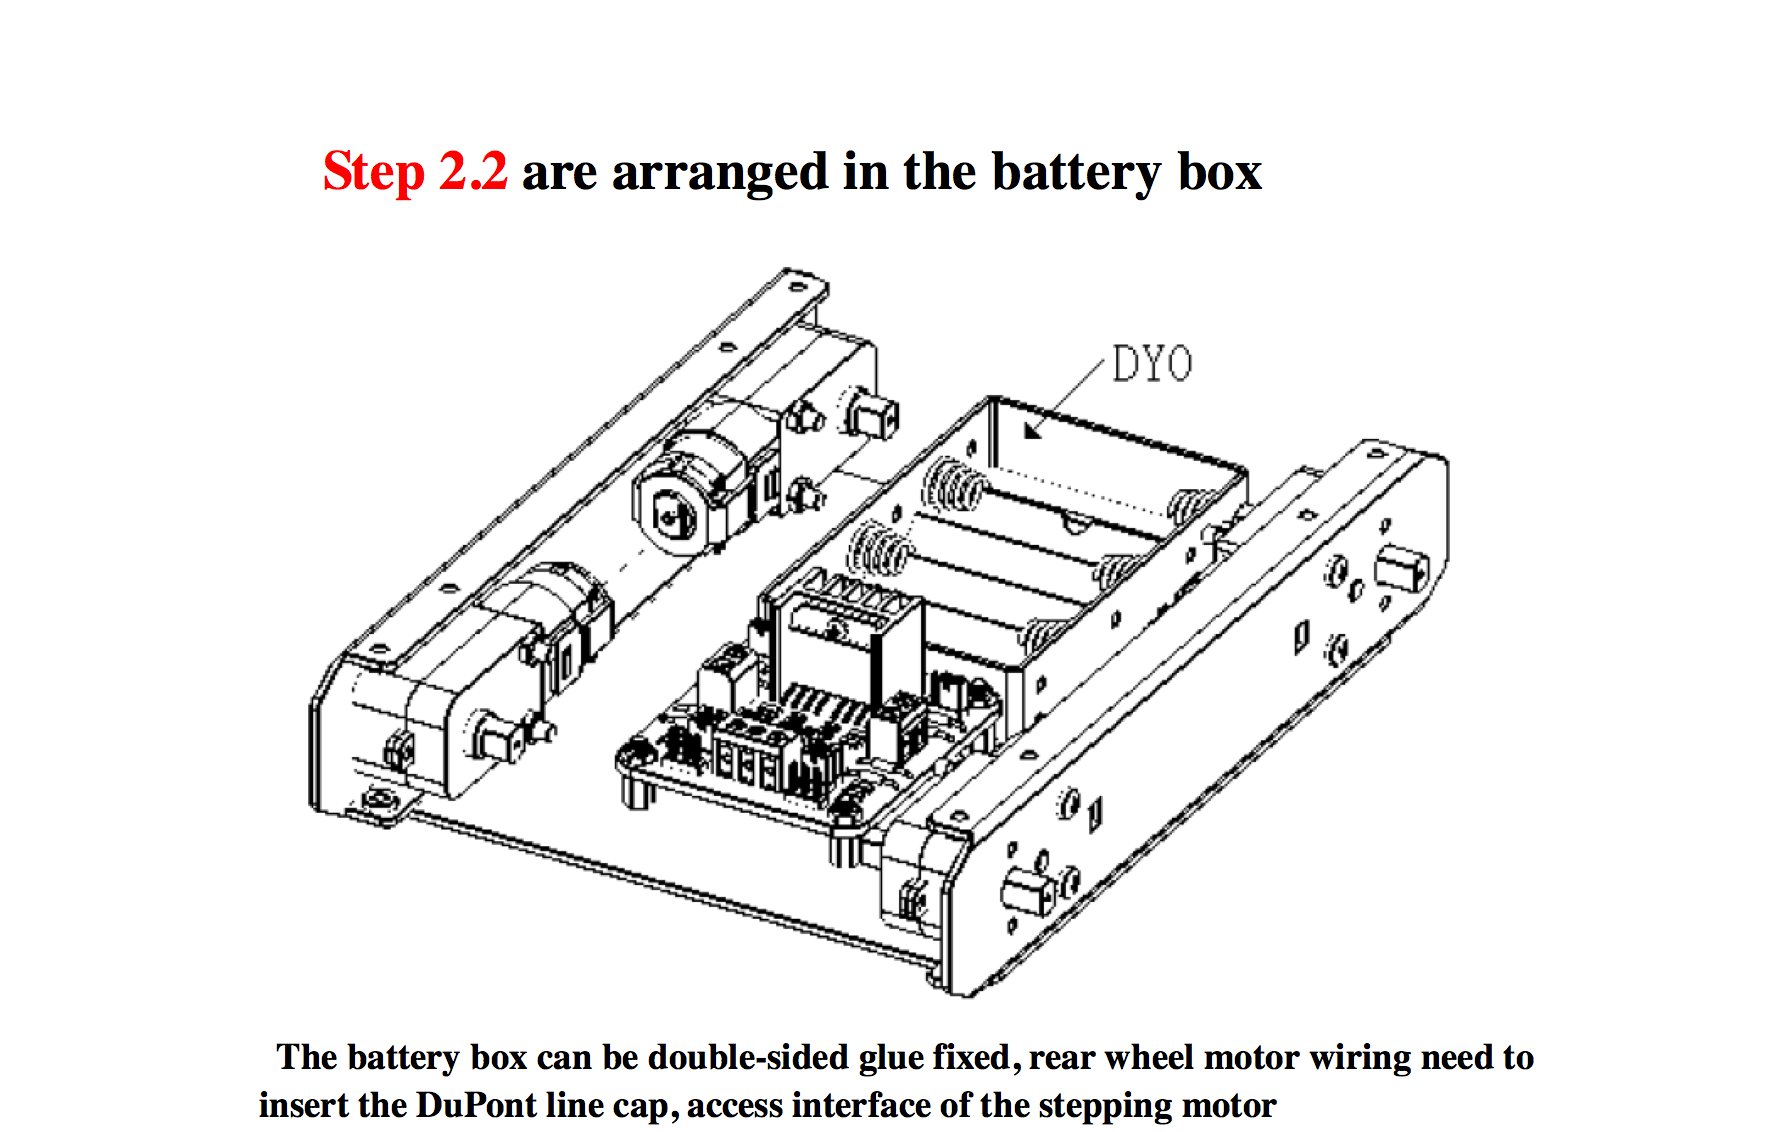 Step 2.2 are arranged in the battery box
DYO
The battery box can be double-sided glue fixed, rear wheel motor wiring need to
insert the DuPont line cap, access interface of the stepping motor